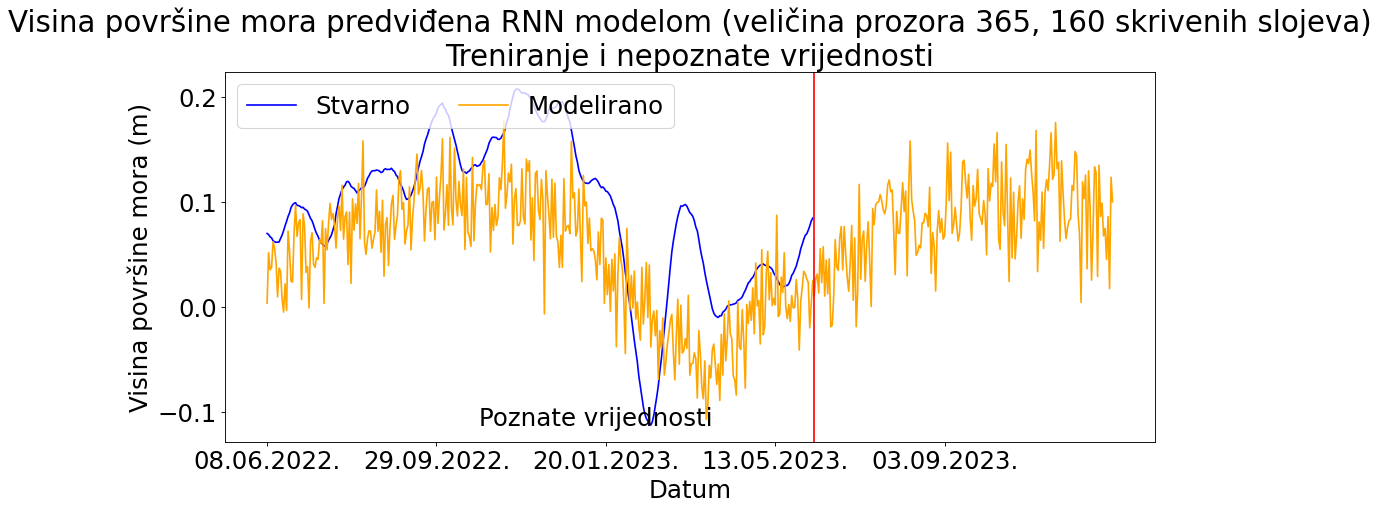 Visina površine mora predviđena RNN modelom (veličina prozora 365, 160 skrivenih slojeva)
Treniranje i nepoznate vrijednosti
Stvarno Modelirano
Visina površine mora (m)
0.2
0.1
0.0
−0.1
Poznate vrijednosti
08.06.2022. 29.09.2022. 20.01.2023. 13.05.2023. 03.09.2023.
Datum